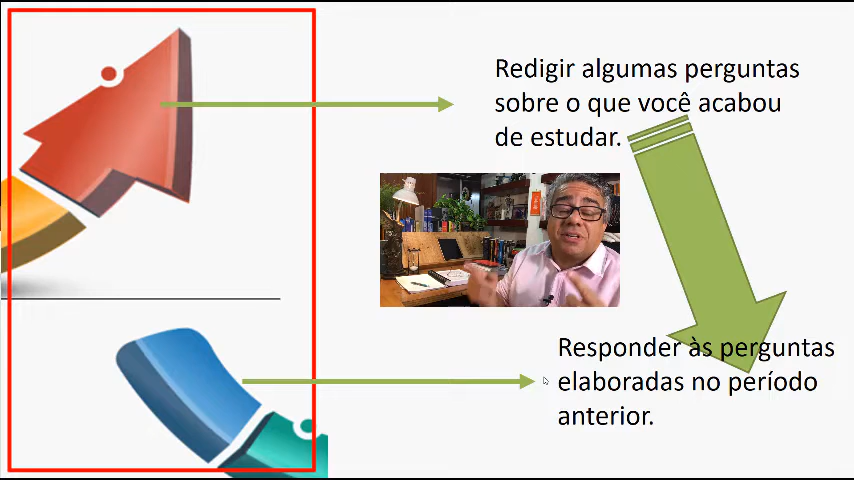 Redigir algumas perguntas
sobre o que você acabou
de estudar.
Responder às perguntas
elaboradas no período
anterior.